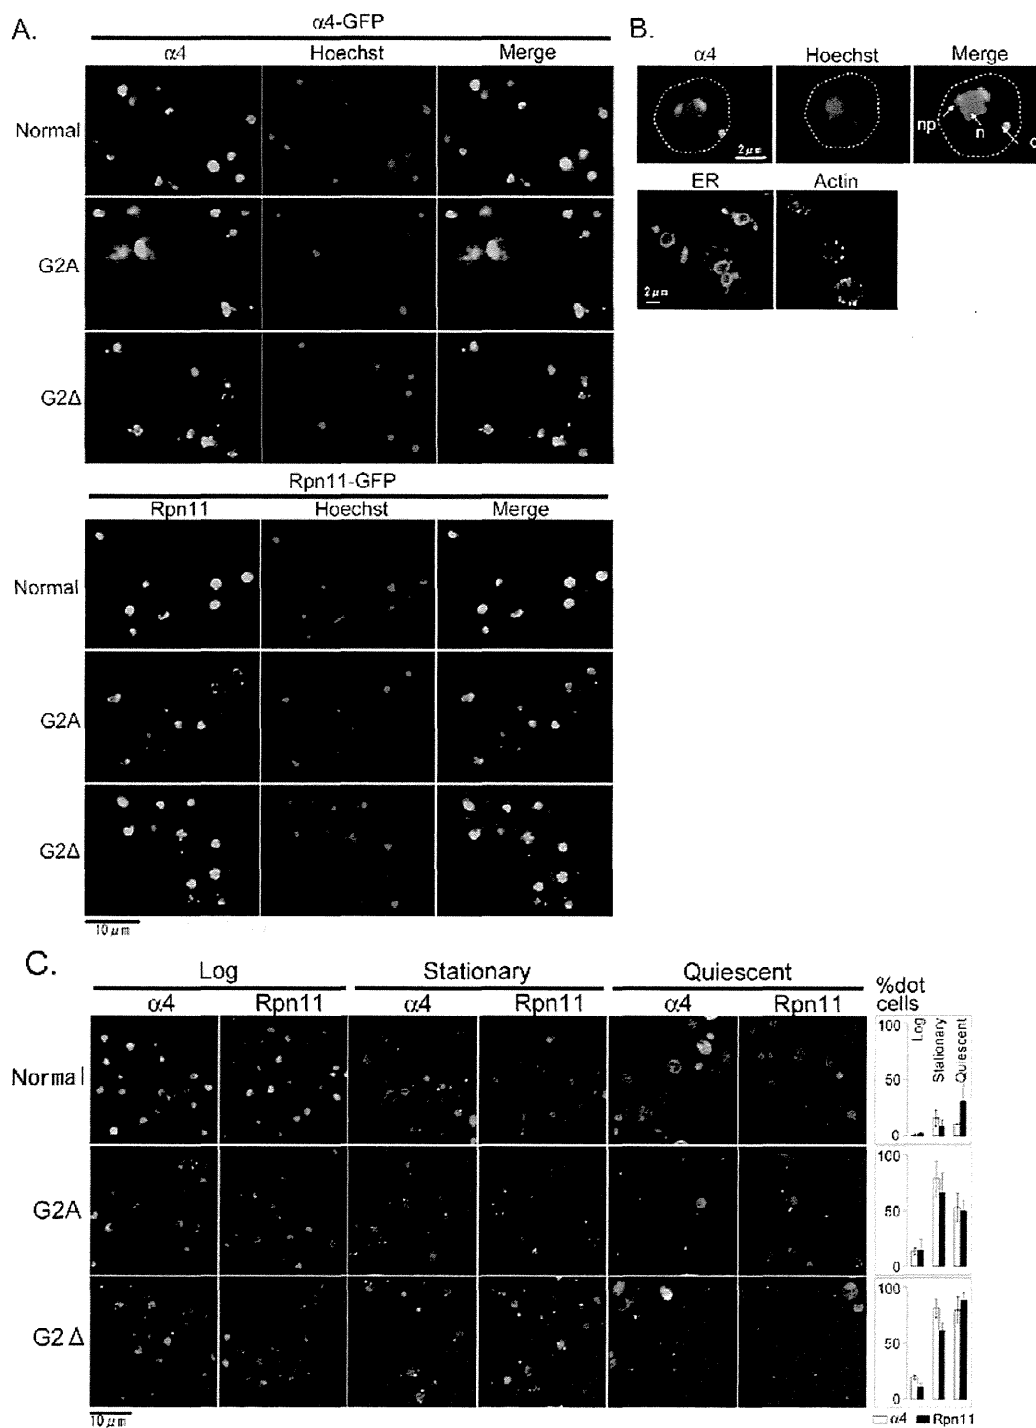 A.
α4-GFP
α4 Hoechst Merge
Normal
G2A
G2Δ
Rpn11-GFP
Rpn11 Hoechst Merge
Normal
G2A
G2Δ
10 μm
B.
α4 Hoechst Merge
np
n
c
2 μm
ER Actin
2 μm
C.
Log Stationary Quiescent
α4 Rpn11 α4 Rpn11 α4 Rpn11
%dot
cells
Normal
G2A
G2Δ
100
50
0
Log
Stationary
Quiescent
100
50
0
100
50
0
10 μm
α4 Rpn11